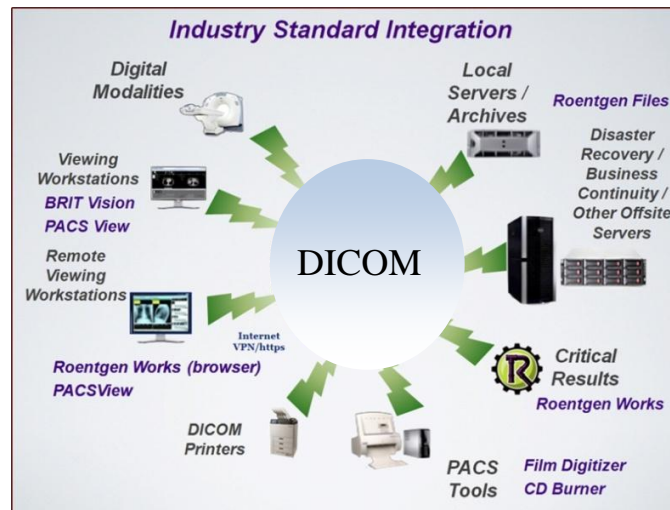 Industry Standard Integration
Digital
Modalities
Local
Servers /
Archives
Roentgen Files
Viewing
Workstations
BRIT Vision
PACS View
Disaster
Recovery /
Business
Continuity /
Other Offsite
Servers
DICOM
Remote
Viewing
Workstations
Internet
VPN/https
Roentgen Works (browser)
PACSView
R
Critical
Results
Roentgen Works
DICOM
Printers
PACS
Tools
Film Digitizer
CD Burner